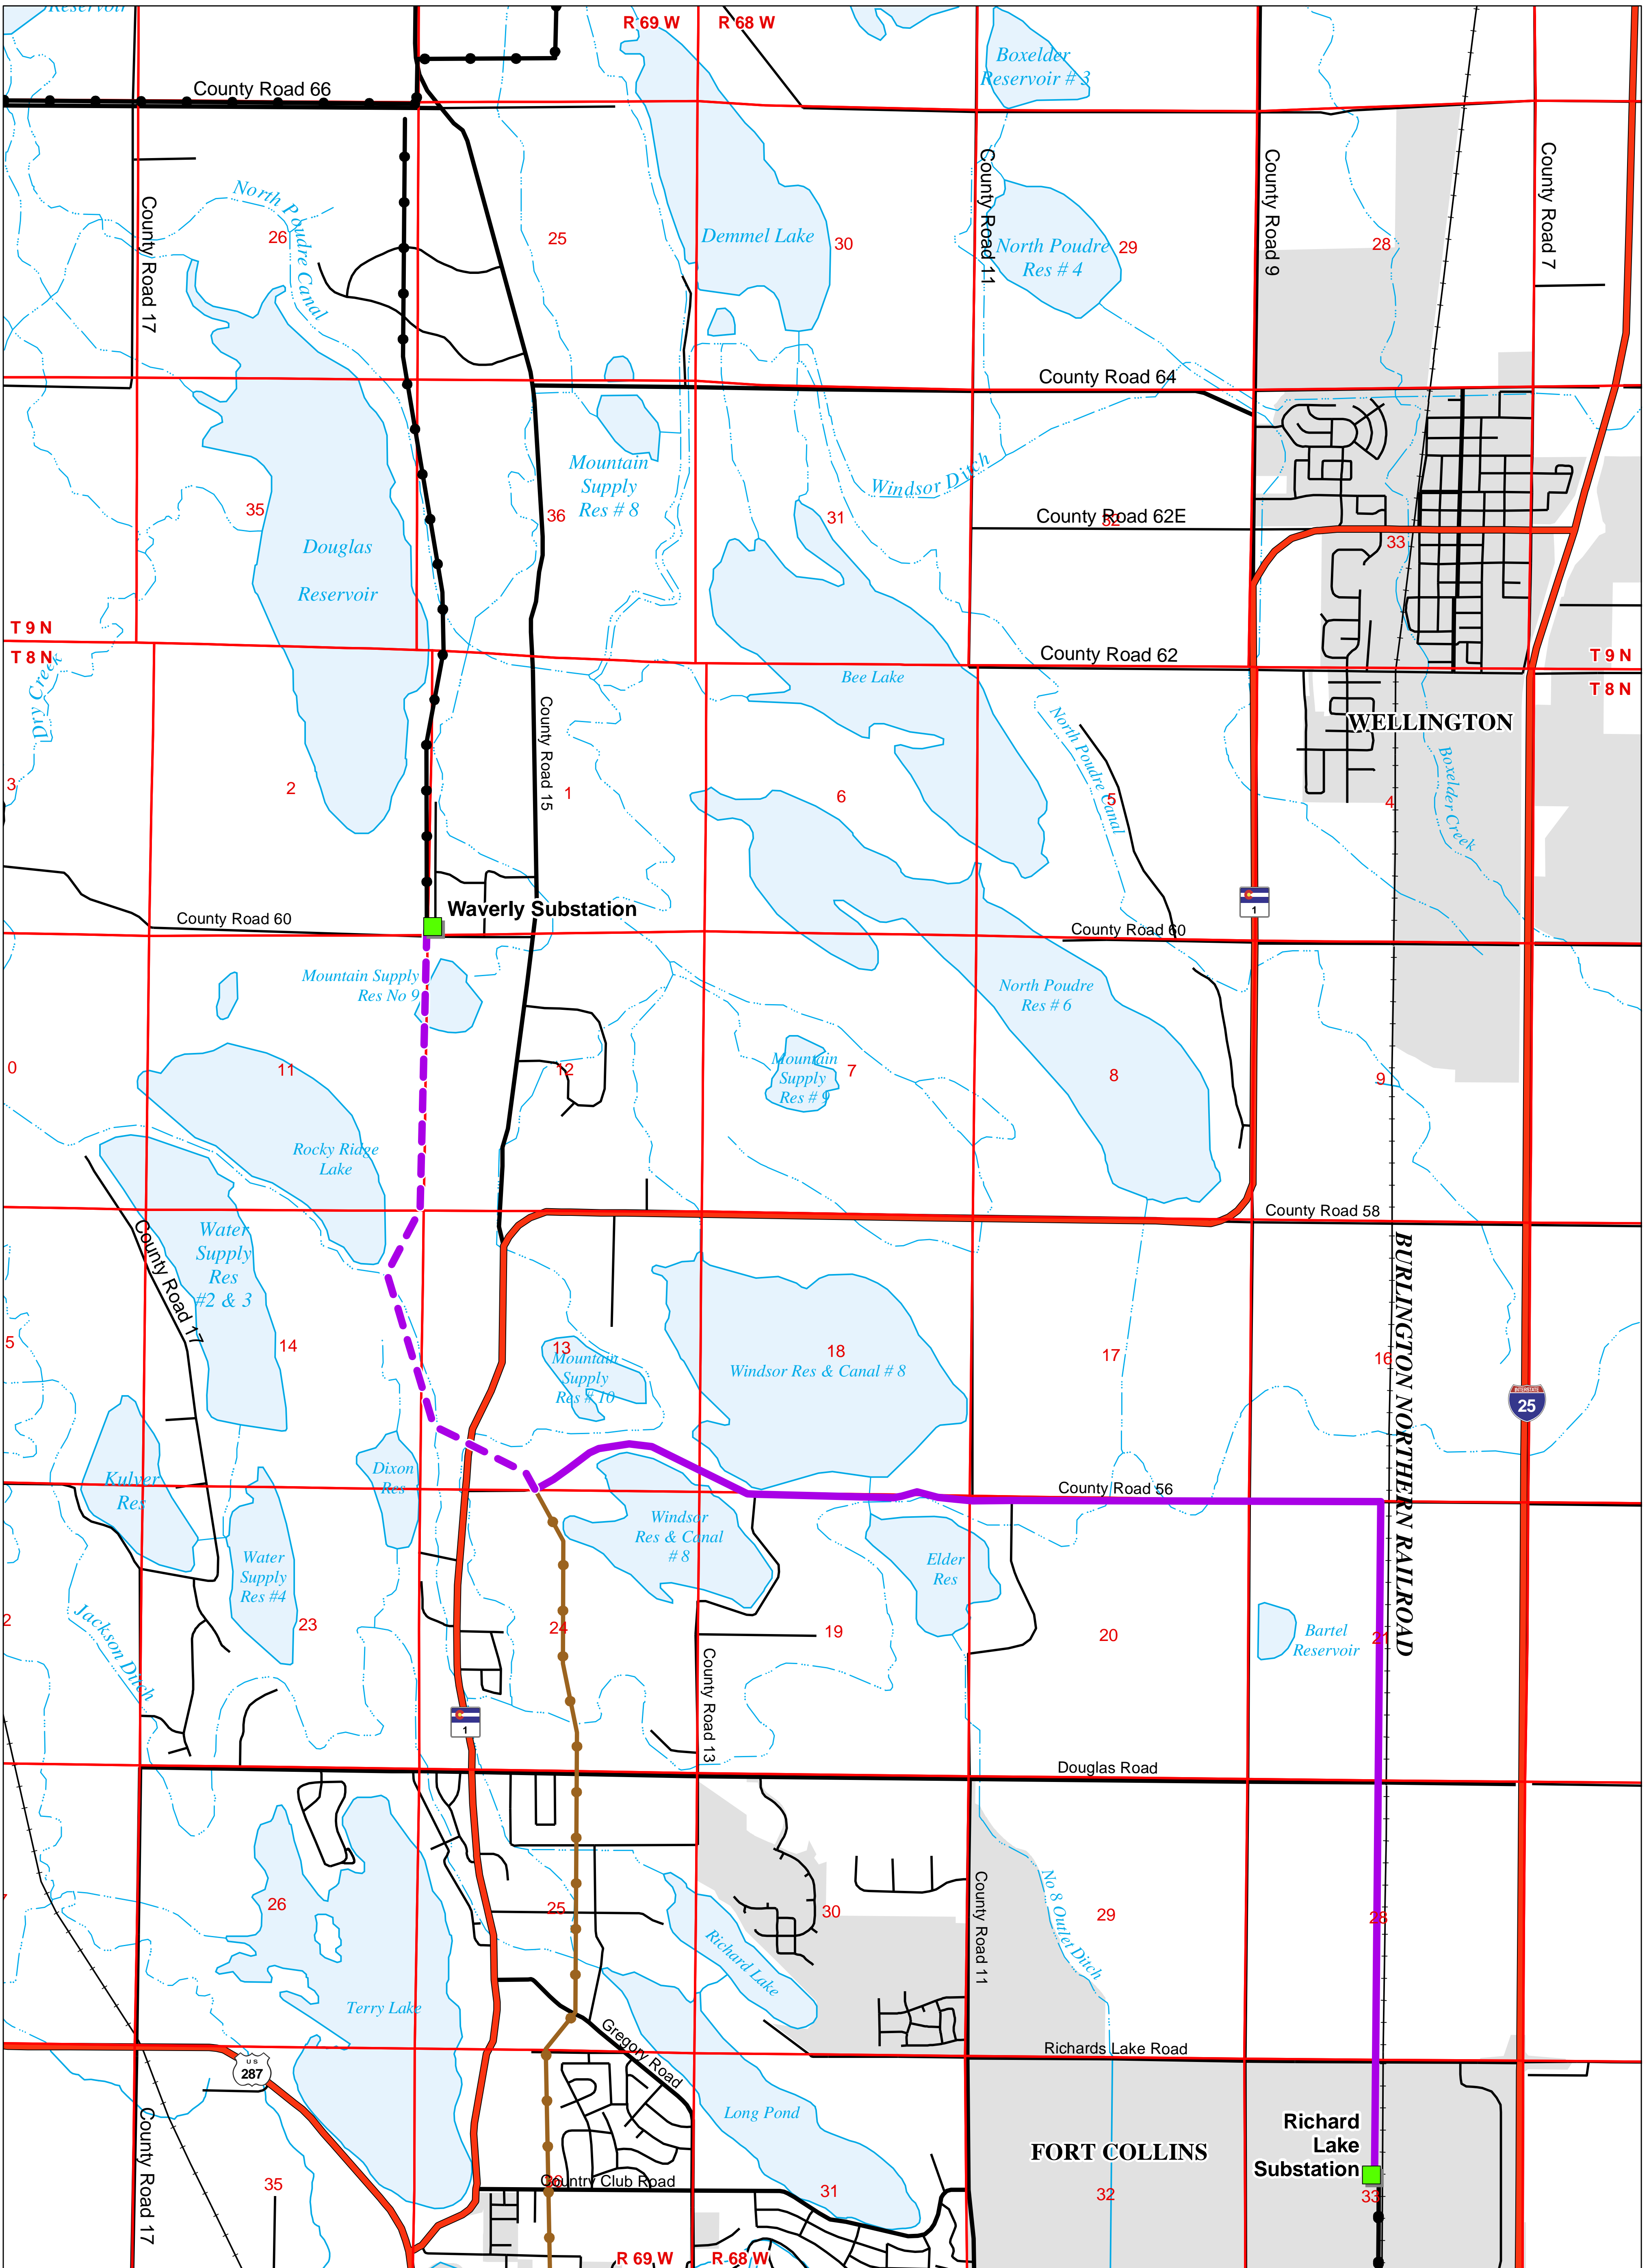 Reservoir
R 69 W
R 68 W
Boxelder
Reservoir # 3
County Road 66
County Road 17
North Poudre Canal
26
25
Demmel Lake
30
County Road 11
North Poudre
Res # 4
29
County Road 9
28
County Road 7
County Road 64
Mountain
Supply
Res # 8
Windsor Ditch
35
36
31
County Road 62E
32
33
Douglas
Reservoir
T 9 N
T 8 N
Dry Creek
County Road 62
T 9 N
T 8 N
Bee Lake
WELLINGTON
County Road 15
North Poudre Canal
Boxelder Creek
3
2
1
6
5
4
Waverly Substation
1
County Road 60
County Road 60
Mountain Supply
Res No 9
North Poudre
Res # 6
0
11
12
Mountain
Supply
Res # 9
7
8
9
Rocky Ridge
Lake
County Road 58
Water
Supply
Res
#2 & 3
County Road 17
BURLINGTON NORTHERN RAILROAD
5
14
13
Mountain
Supply
Res # 10
18
Windsor Res & Canal # 8
17
16
INTERSTATE
25
Kulver
Res
Dixon
Res
County Road 56
Windsor
Res & Canal
# 8
Elder
Res
Water
Supply
Res #4
Jackson Ditch
2
23
24
19
20
Bartel
Reservoir
21
County Road 13
1
Douglas Road
26
25
30
County Road 11
No 8 Outlet Ditch
29
28
Richard Lake
Terry Lake
Gregory Road
Richards Lake Road
US
287
County Road 17
Long Pond
FORT COLLINS
Richard
Lake
Substation
35
Country Club Road
31
32
33
R 69 W
R 68 W